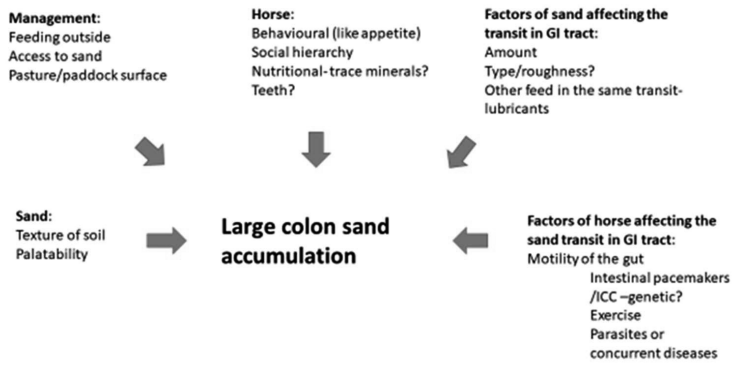 Management:
Feeding outside
Access to sand
Pasture/paddock surface
Horse:
Behavioural (like appetite)
Social hierarchy
Nutritional- trace minerals?
Teeth?
Factors of sand affecting the
transit in GI tract:
Amount
Type/roughness?
Other feed in the same transit-
lubricants
Sand:
Texture of soil
Palatability
Large colon sand
accumulation
Factors of horse affecting the
sand transit in GI tract:
Motility of the gut
Intestinal pacemakers
/ICC –genetic?
Exercise
Parasites or
concurrent diseases